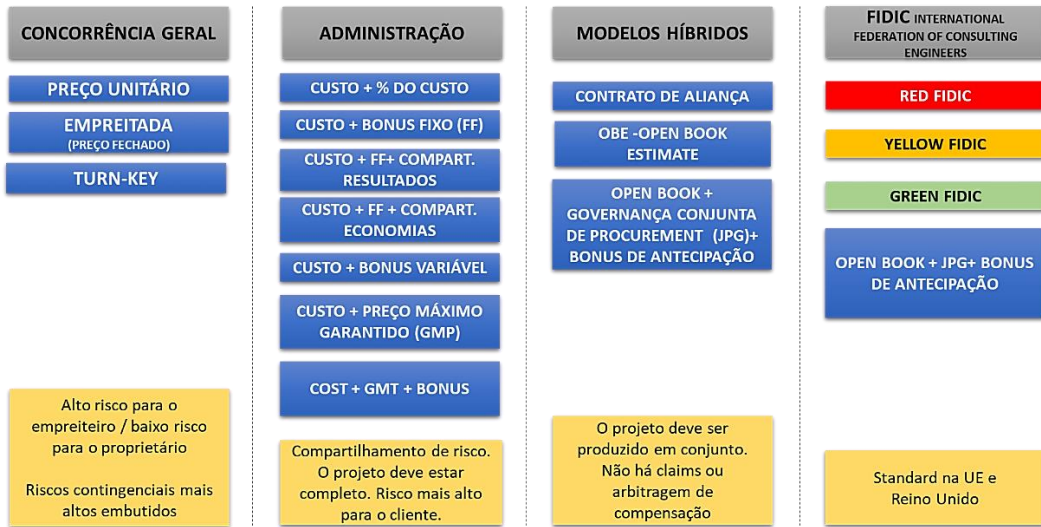 CONCORRÊNCIA GERAL
PREÇO UNITÁRIO
EMPREITADA
(PREÇO FECHADO)
TURN-KEY
Alto risco para o
empreiteiro / baixo risco
para o proprietário
Riscos contingenciais mais
altos embutidos
ADMINISTRAÇÃO
CUSTO + % DO CUSTO
CUSTO + BONUS FIXO (FF)
CUSTO + FF+ COMPART.
RESULTADOS
CUSTO + FF + COMPART.
ECONOMIAS
CUSTO + BONUS VARIÁVEL
CUSTO + PREÇO MÁXIMO
GARANTIDO (GMP)
COST + GMT + BONUS
Compartilhamento de risco.
O projeto deve estar
completo. Risco mais alto
para o cliente.
MODELOS HÍBRIDOS
CONTRATO DE ALIANÇA
OBE -OPEN BOOK
ESTIMATE
OPEN BOOK +
GOVERNANÇA CONJUNTA
DE PROCUREMENT (JPG)+
BONUS DE ANTECIPAÇÃO
O projeto deve ser
produzido em conjunto.
Não há claims ou
arbitragem de
compensação
FIDIC INTERNATIONAL
FEDERATION OF CONSULTING
ENGINEERS
RED FIDIC
YELLOW FIDIC
GREEN FIDIC
OPEN BOOK + JPG+ BONUS
DE ANTECIPAÇÃO
Standard na UE e
Reino Unido